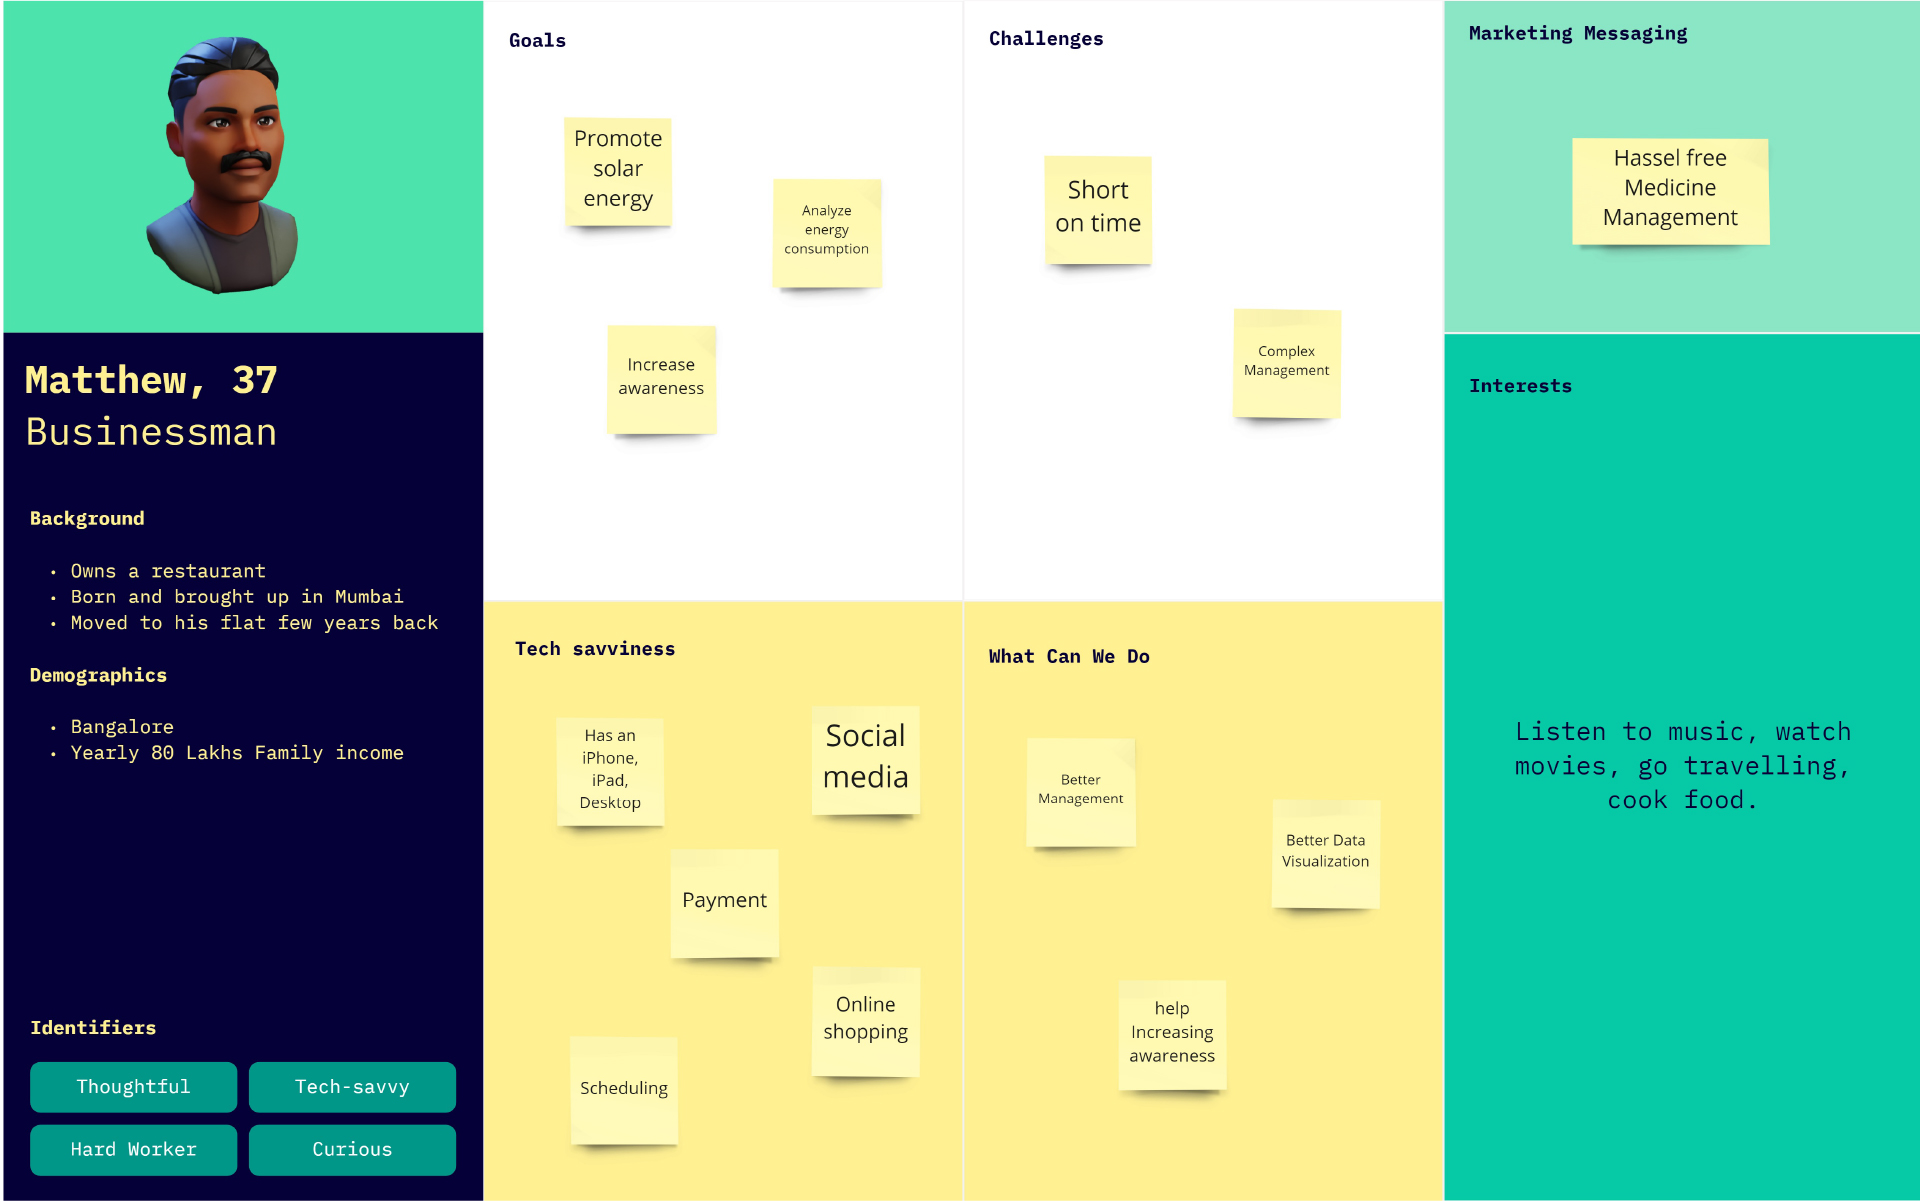 Matthew, 37
Businessman
Background
• Owns a restaurant
• Born and brought up in Mumbai
• Moved to his flat few years back
Demographics
• Bangalore
• Yearly 80 Lakhs Family income
Identifiers
Thoughtful
Tech-savvy
Hard Worker
Curious
Goals
Promote
solar
energy
Analyze
energy
consumption
Increase
awareness
Challenges
Short
on time
Complex
Management
Marketing Messaging
Hassel free
Medicine
Management
Tech savviness
Has an
iPhone,
iPad,
Desktop
Social
media
Payment
Online
shopping
Scheduling
What Can We Do
Better
Management
Better Data
Visualization
help
Increasing
awareness
Interests
Listen to music, watch
movies, go travelling,
cook food.